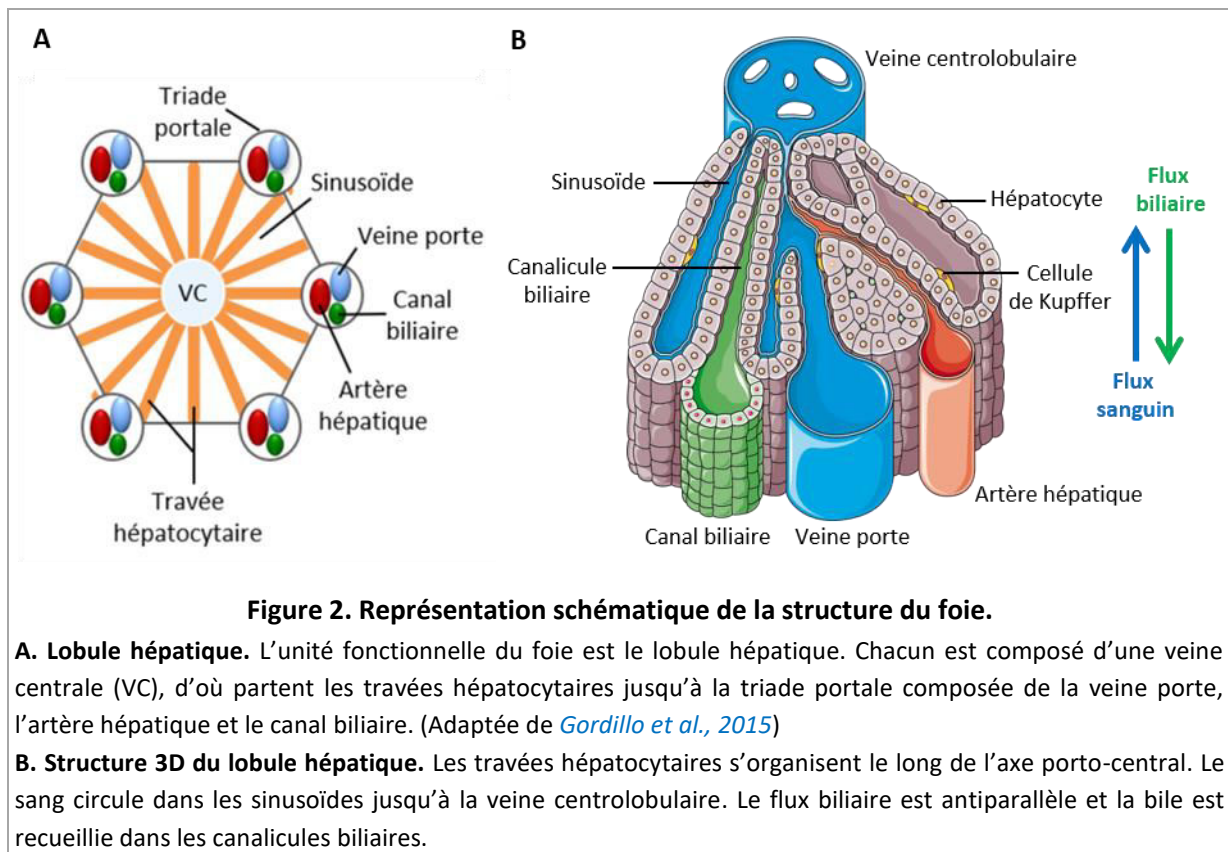 A
B
Triade
portale
Sinusoïde
Veine porte
VC
Canal
biliaire
Artère
hépatique
Travée
hépatocytaire
Veine centrolobulaire
Sinusoïde
Hépatocyte
Canalicule
biliaire
Cellule
de Kupffer
Flux
biliaire
Flux
sanguin
Artère hépatique
Canal biliaire
Veine porte
Figure 2. Représentation schématique de la structure du foie.
A. Lobule hépatique. L’unité fonctionnelle du foie est le lobule hépatique. Chacun est composé d’une veine
centrale (VC), d’où partent les travées hépatocytaires jusqu’à la triade portale composée de la veine porte,
l’artère hépatique et le canal biliaire. (Adaptée de Gordillo et al., 2015)
B. Structure 3D du lobule hépatique. Les travées hépatocytaires s’organisent le long de l’axe porto-central. Le
sang circule dans les sinusoïdes jusqu’à la veine centrolobulaire. Le flux biliaire est antiparallèle et la bile est
recueillie dans les canalicules biliaires.